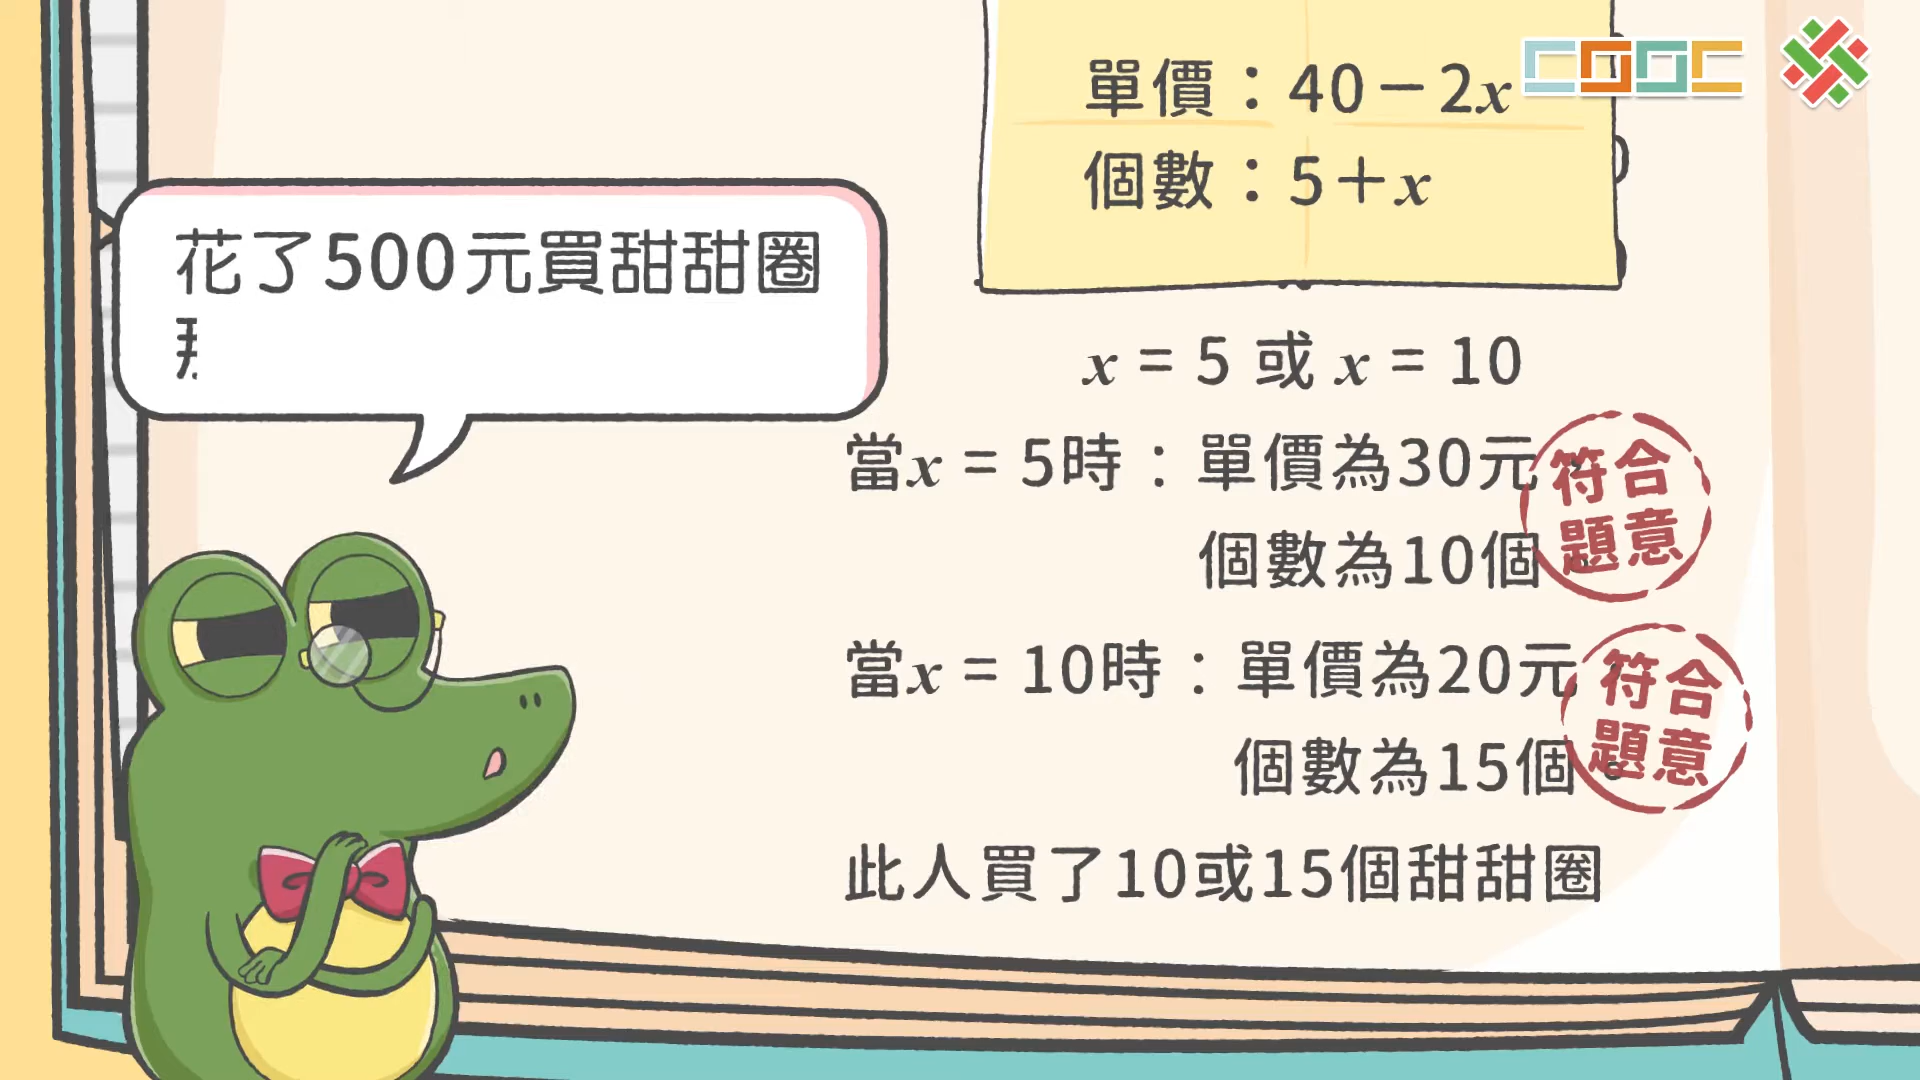 單價：40－2x
個數：5＋x
花了500元買甜甜圈
x = 5 或 x = 10
當x = 5時：單價為30元
個數為10個
符合
題意
當x = 10時：單價為20元
個數為15個
符合
題意
此人買了10或15個甜甜圈
COOC